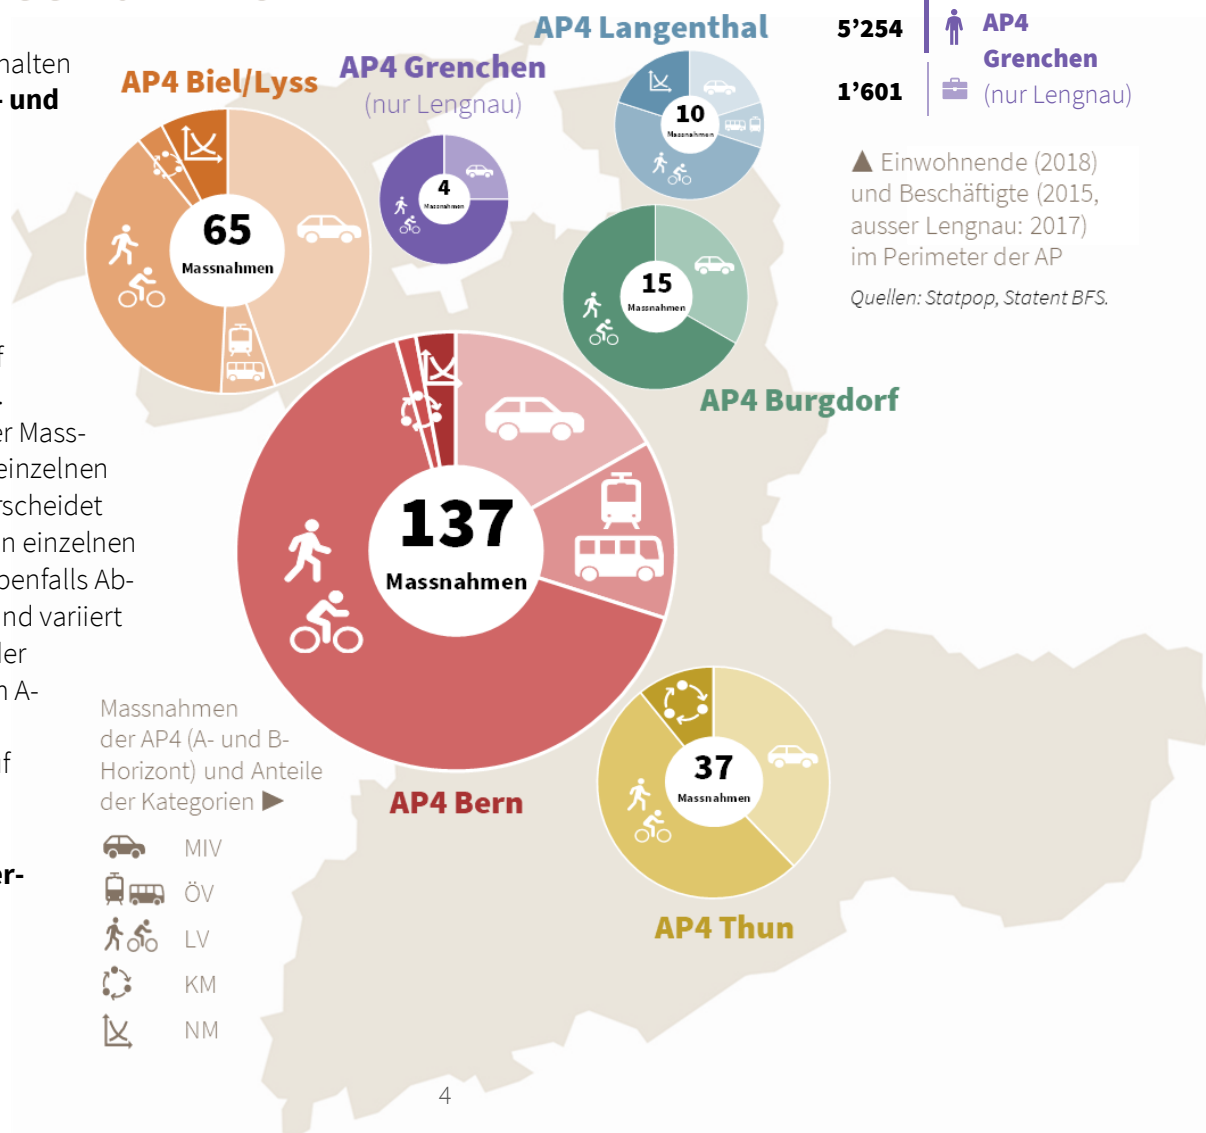 halten
- und
f
er Mass-
einzelnen
rscheidet
n einzelnen
benfalls Ab-
nd variiert
ler
n A-
uf
er-
AP4 Langenthal
10
Massnahmen
AP4 Grenchen
(nur Lengnau)
4
Massnahmen
AP4 Biel/Lyss
65
Massnahmen
15
Massnahmen
AP4 Burgdorf
137
Massnahmen
AP4 Bern
37
Massnahmen
AP4 Thun
5’254
AP4
Grenchen
1’601
(nur Lengnau)
▲ Einwohnende (2018)
und Beschäftigte (2015,
ausser Lengnau: 2017)
im Perimeter der AP
Quellen: Statpop, Statent BFS.
Massnahmen
der AP4 (A- und B-
Horizont) und Anteile
der Kategorien ▶
MIV
ÖV
LV
KM
NM
4